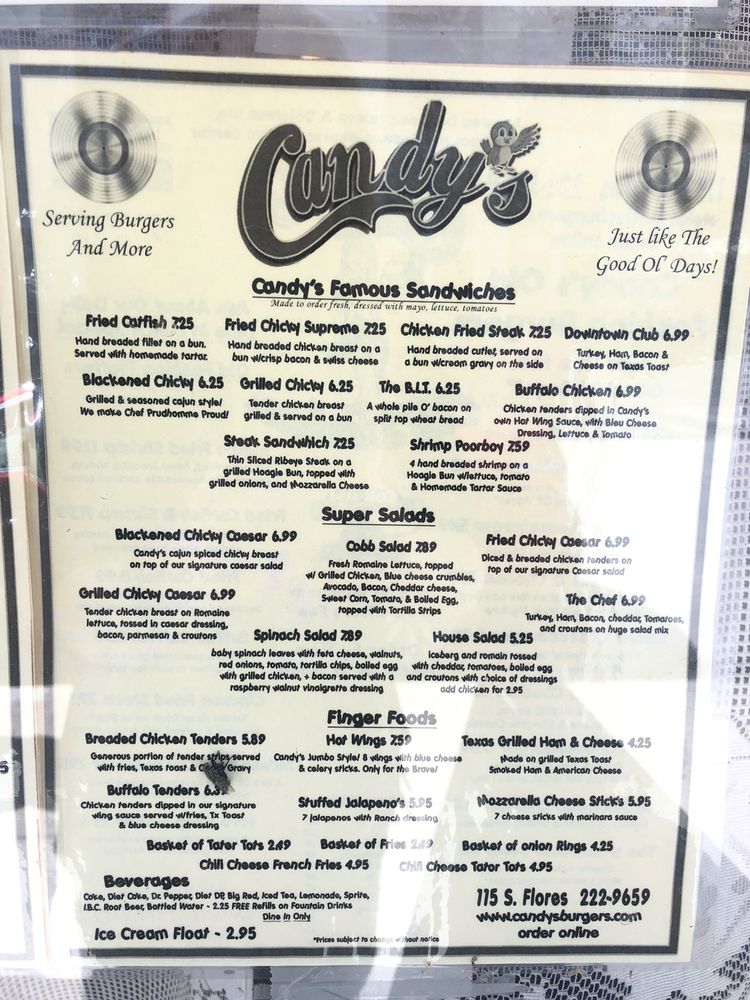 Candy's
Serving Burgers
And More
Just like The
Good Ol' Days!
Candy's Famous Sandwiches
Made to order fresh, dressed with mayo, lettuce, tomatoes
Fried Catfish 7.25
Hand breaded fillet on a bun.
Served with homemade tartar.
Fried Chicky Supreme 7.25
Hand breaded chicken breast on a
bun w/crisp bacon & swiss cheese
Chicken Fried Steak 7.25
Hand breaded cutlet, served on
a bun w/cream gravy on the side
Downtown Club 6.99
Turkey, Ham, Bacon &
Cheese on Texas Toast
Blackened Chicky 6.25
Grilled & seasoned cajun style!
We make Chef Prudhomme Proud!
Grilled Chicky 6.25
Tender chicken breast
grilled & served on a bun
The B.L.T. 6.25
A whole pile O' bacon on
split top wheat bread
Buffalo Chicken 6.99
Chicken tenders dipped in Candy's
own Hot Wing Sauce, with Bleu Cheese
Dressing, Lettuce & Tomato
Steak Sandwich 7.25
Thin Sliced Ribeye Steak on a
grilled Hoagie Bun, topped with
grilled onions, and Mozzarella Cheese
Shrimp Poorboy 7.59
4 hand breaded shrimp on a
Hoagie Bun w/lettuce, tomato
& Homemade Tartar Sauce
Super Salads
Blackened Chicky Caesar 6.99
Candy's cajun spiced chicky breast
on top of our signature caesar salad
Cobb Salad 7.89
Fresh Romaine Lettuce, topped
w/ Grilled Chicken, Blue cheese crumbles,
Avocado, Bacon, Cheddar cheese,
Sweet Corn, Tomato, & Boiled Egg,
topped with Tortilla Strips
Fried Chicky Caesar 6.99
Diced & breaded chicken tenders on
top of our signature Caesar salad
Grilled Chicky Caesar 6.99
Tender chicken breast on Romaine
lettuce, tossed in caesar dressing,
bacon, parmesan & croutons
The Chef 6.99
Turkey, Ham, Bacon, cheddar, Tomatoes,
and croutons on huge salad mix
Spinach Salad 7.89
baby spinach leaves with feta cheese, walnuts,
red onions, tomato, tortilla chips, boiled egg
with grilled chicken, + bacon served with a
raspberry walnut vinaigrette dressing
House Salad 5.25
Iceberg and romain tossed
with cheddar, tomatoes, boiled egg
and croutons with choice of dressings
add chicken for 2.95
Finger Foods
Breaded Chicken Tenders 5.89
Generous portion of tender strips served
with fries, Texas toast & Gravy
Hot Wings 7.59
Candy's Jumbo Style! 8 wings with blue cheese
& celery sticks. Only for the Brave!
Texas Grilled Ham & Cheese 4.25
Made on grilled Texas Toast
Smoked Ham & American Cheese
Buffalo Tenders
Chicken tenders dipped in our signature
wing sauce served w/fries, Tx Toast
& blue cheese dressing
Stuffed Jalapeno's 5.95
7 jalapenos with Ranch dressing
Mozzarella Cheese Stick's 5.95
7 cheese sticks with marinara sauce
Basket of Tater Tots 2.49
Basket of Fries 2.49
Basket of onion Rings 4.25
Chili Cheese French Fries 4.95
Chili Cheese Tator Tots 4.95
Beverages
Coke, Diet Coke, Dr. Pepper, Diet DP, Big Red, Iced Tea, Lemonade, Sprite,
I.B.C. Root Beer, Bottled Water - 2.25 FREE Refills on Fountain Drinks
Dine In Only
Ice Cream Float - 2.95
*Prices subject to change without notice
115 S. Flores 222-9659
www.candysburgers.com
order online